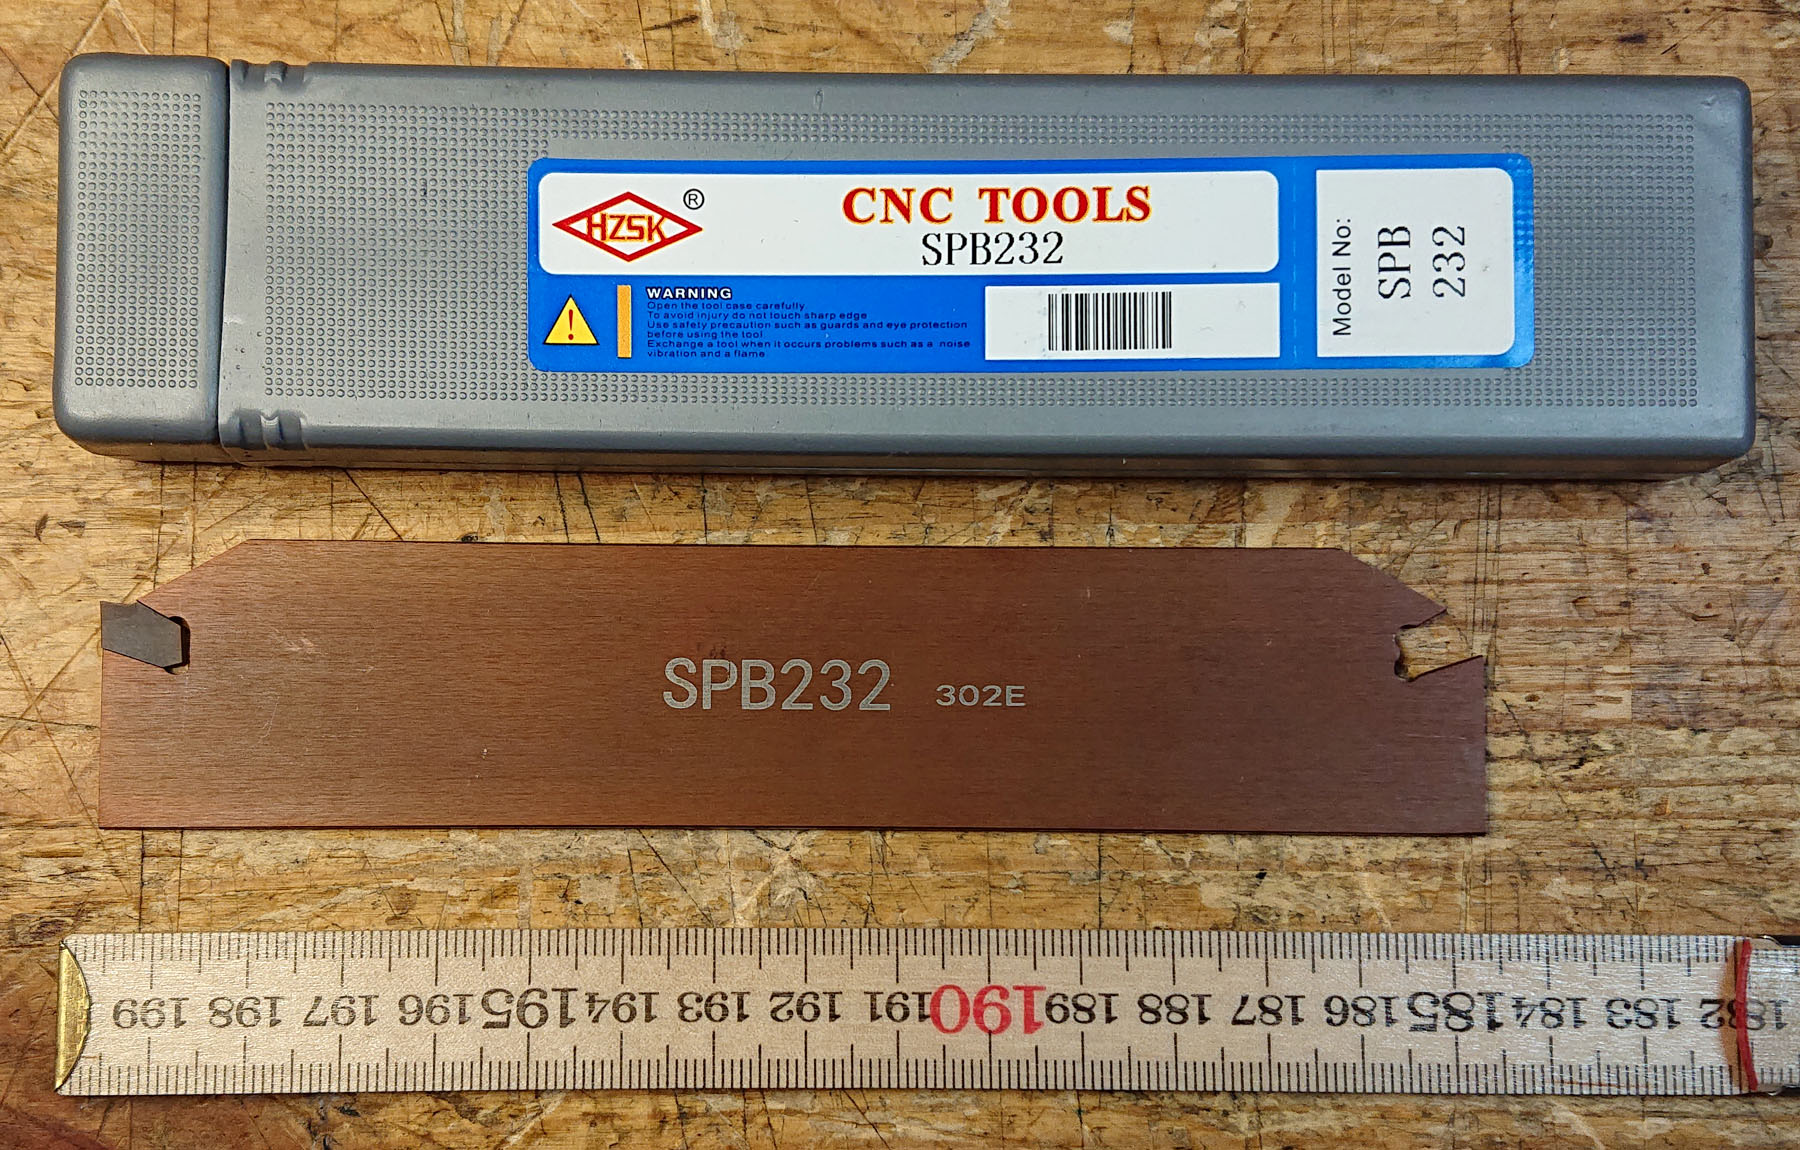 HZSK ®
CNC TOOLS
SPB232
WARNING
Open the tool case carefully.
To avoid injury do not touch sharp edge
Use safety precaution such as guards and eye protection
before using the tool
Exchange a tool when it occurs problems such as a noise
vibration and a flame
Model No:
SPB
232
SPB232 302E
199 198 197 196 195 194 193 192 191 190 189 188 187 186 185 184 183 182